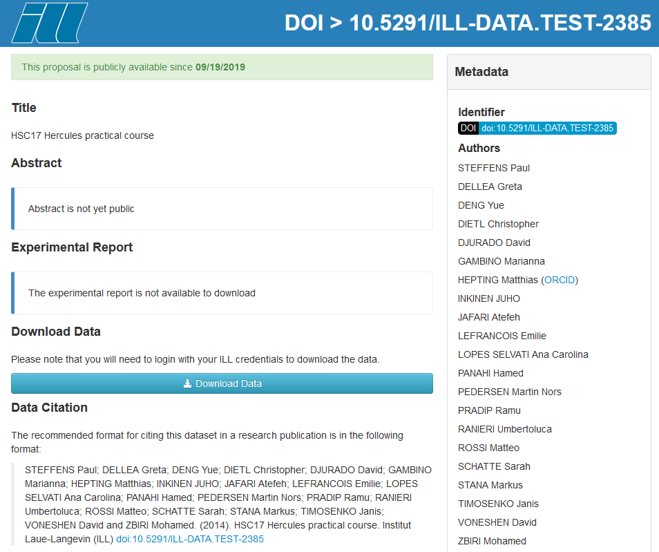 ill
DOI > 10.5291/ILL-DATA.TEST-2385
This proposal is publicly available since 09/19/2019
Title
HSC17 Hercules practical course
Abstract
Abstract is not yet public
Experimental Report
The experimental report is not available to download
Download Data
Please note that you will need to login with your ILL credentials to download the data.
Download Data
Data Citation
The recommended format for citing this dataset in a research publication is in the following
format:
STEFFENS Paul; DELLEA Greta; DENG Yue; DIETL Christopher; DJURADO David; GAMBINO
Marianna; HEPTING Matthias; INKINEN JUHO; JAFARI Atefeh; LEFRANCOIS Emilie; LOPES
SELVATI Ana Carolina; PANAHI Hamed; PEDERSEN Martin Nors; PRADIP Ramu; RANIERI
Umbertoluca; ROSSI Matteo; SCHATTE Sarah; STANA Markus; TIMOSENKO Janis;
VONESHEN David and ZBIRI Mohamed. (2014). HSC17 Hercules practical course. Institut
Laue-Langevin (ILL) doi:10.5291/ILL-DATA.TEST-2385
Metadata
Identifier
DOI doi:10.5291/ILL-DATA.TEST-2385
Authors
STEFFENS Paul
DELLEA Greta
DENG Yue
DIETL Christopher
DJURADO David
GAMBINO Marianna
HEPTING Matthias (ORCID)
INKINEN JUHO
JAFARI Atefeh
LEFRANCOIS Emilie
LOPES SELVATI Ana Carolina
PANAHI Hamed
PEDERSEN Martin Nors
PRADIP Ramu
RANIERI Umbertoluca
ROSSI Matteo
SCHATTE Sarah
STANA Markus
TIMOSENKO Janis
VONESHEN David
ZBIRI Mohamed